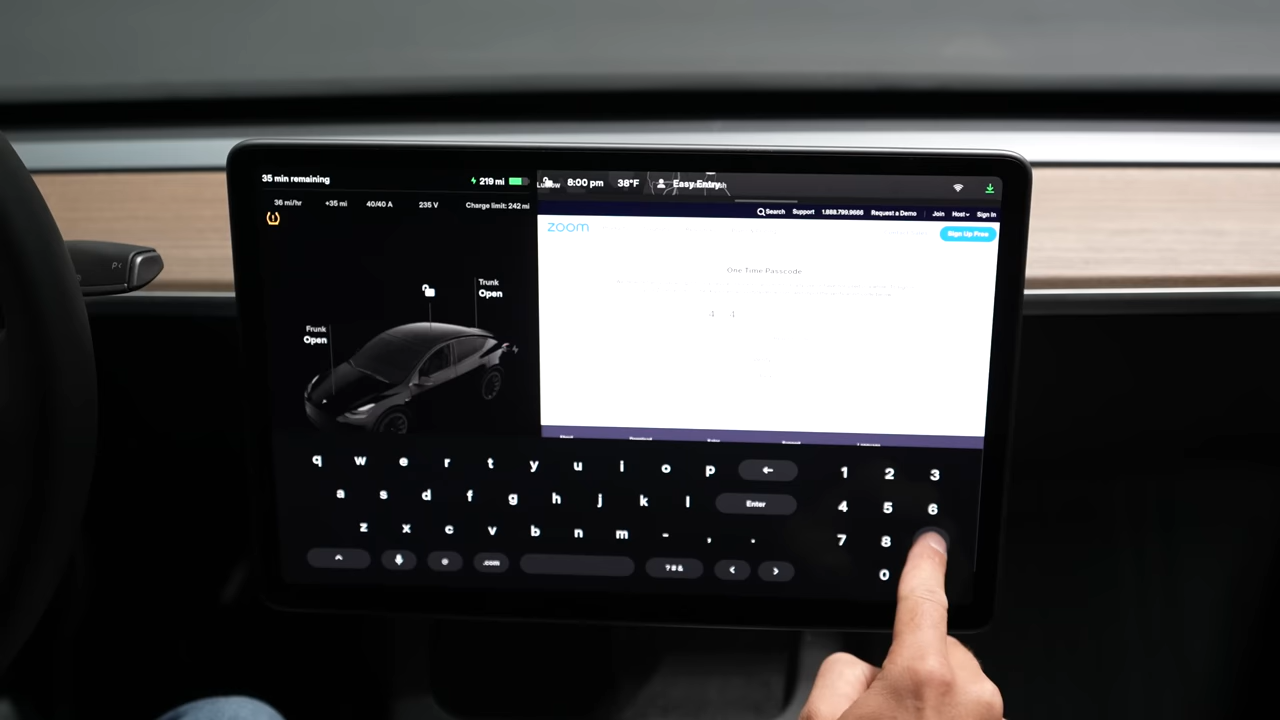 35 min remaining
219 mi
36 mi/hr +35 mi 40/40 A 235 V Charge limit: 242 mi
Trunk
Open
Frunk
Open
8:00 pm 38°F Easy Entry
Search Support 1.888.799.9666 Request a Demo Join Host Sign In
zoom Sign Up Free
One Time Passcode
q w e r t y u i o p 1 2 3
a s d f g h j k l Enter 4 5 6
z x c v b n m - , . 7 8
@ .com ?#& 0
P